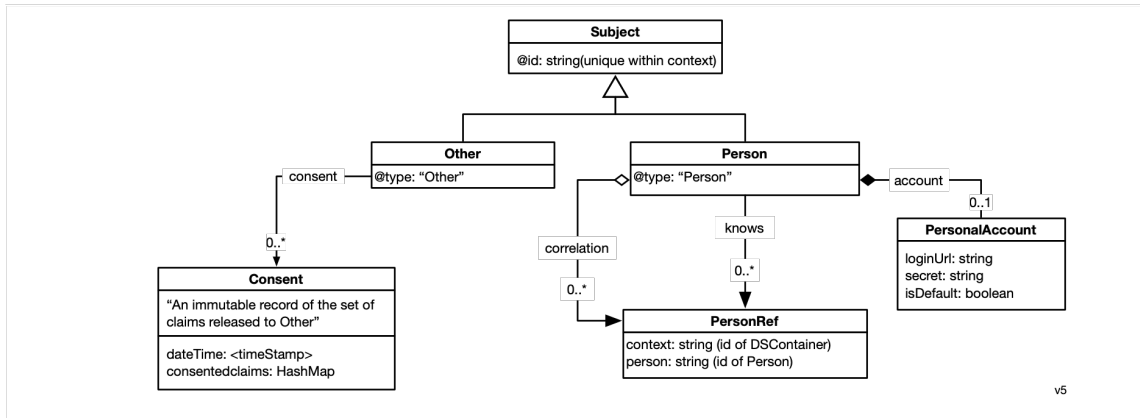 Subject
@id: string(unique within context)
Other
@type: “Other”
Person
@type: “Person”
consent
0..*
account
0..1
correlation
0..*
knows
0..*
PersonalAccount
loginUrl: string
secret: string
isDefault: boolean
Consent
“An immutable record of the set of
claims released to Other”
dateTime: <timeStamp>
consentedclaims: HashMap
PersonRef
context: string (id of DSContainer)
person: string (id of Person)
v5